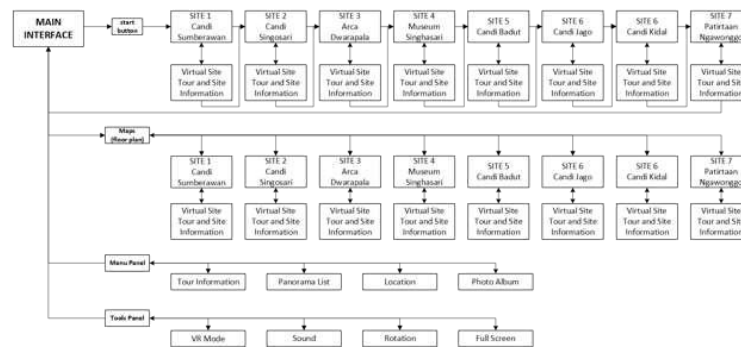 MAIN
INTERFACE
start
button
SITE 1
Candi
Sumberawan
SITE 2
Candi
Singosari
SITE 3
Arca
Dwarapala
SITE 4
Museum
Singhasari
SITE 5
Candi Badut
SITE 6
Candi Jago
SITE 6
Candi Kidal
SITE 7
Patirtaan
Ngawonggo
Virtual Site
Tour and Site
Information
Virtual Site
Tour and Site
Information
Virtual Site
Tour and Site
Information
Virtual Site
Tour and Site
Information
Virtual Site
Tour and Site
Information
Virtual Site
Tour and Site
Information
Virtual Site
Tour and Site
Information
Virtual Site
Tour and Site
Information
Maps
(floor plan)
SITE 1
Candi
Sumberawan
SITE 2
Candi
Singosari
SITE 3
Arca
Dwarapala
SITE 4
Museum
Singhasari
SITE 5
Candi Badut
SITE 6
Candi Jago
SITE 6
Candi Kidal
SITE 7
Patirtaan
Ngawonggo
Virtual Site
Tour and Site
Information
Virtual Site
Tour and Site
Information
Virtual Site
Tour and Site
Information
Virtual Site
Tour and Site
Information
Virtual Site
Tour and Site
Information
Virtual Site
Tour and Site
Information
Virtual Site
Tour and Site
Information
Virtual Site
Tour and Site
Information
Menu Panel
Tour Information
Panorama List
Location
Photo Album
Tools Panel
VR Mode
Sound
Rotation
Full Screen